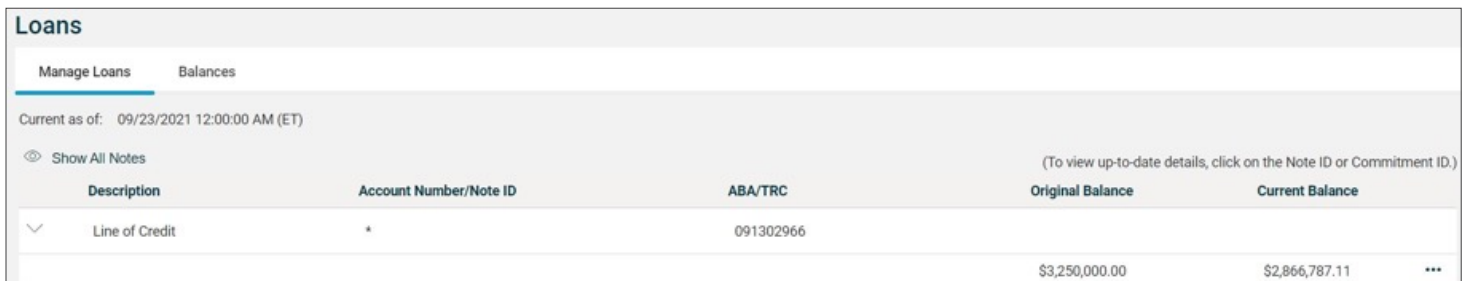 Loans
Manage Loans Balances
Current as of: 09/23/2021 12:00:00 AM (ET)
Show All Notes (To view up-to-date details, click on the Note ID or Commitment ID.)
Description Account Number/Note ID ABA/TRC Original Balance Current Balance
Line of Credit * 091302966
$3,250,000.00 $2,866,787.11 •••